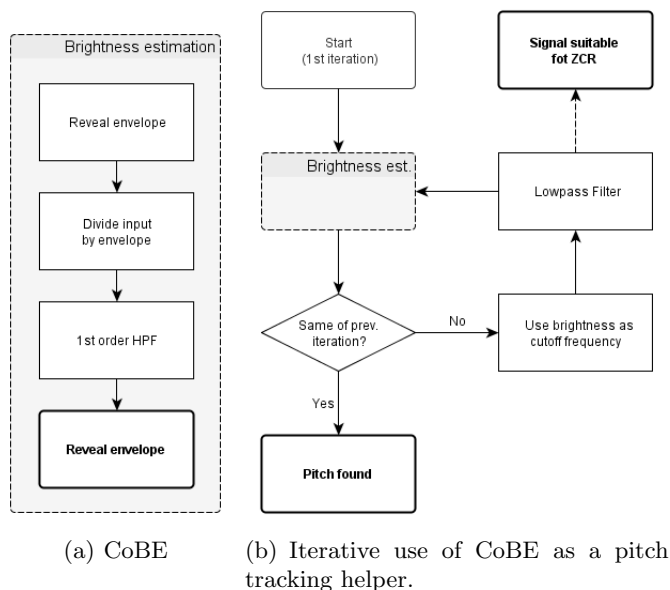 Brightness estimation
Reveal envelope
Divide input
by envelope
1st order HPF
Reveal envelope
(a) CoBE
Start
(1st iteration)
Brightness est.
Same of prev.
iteration?
No
Yes
Pitch found
Signal suitable
fot ZCR
Lowpass Filter
Use brightness as
cutoff frequency
(b) Iterative use of CoBE as a pitch
tracking helper.